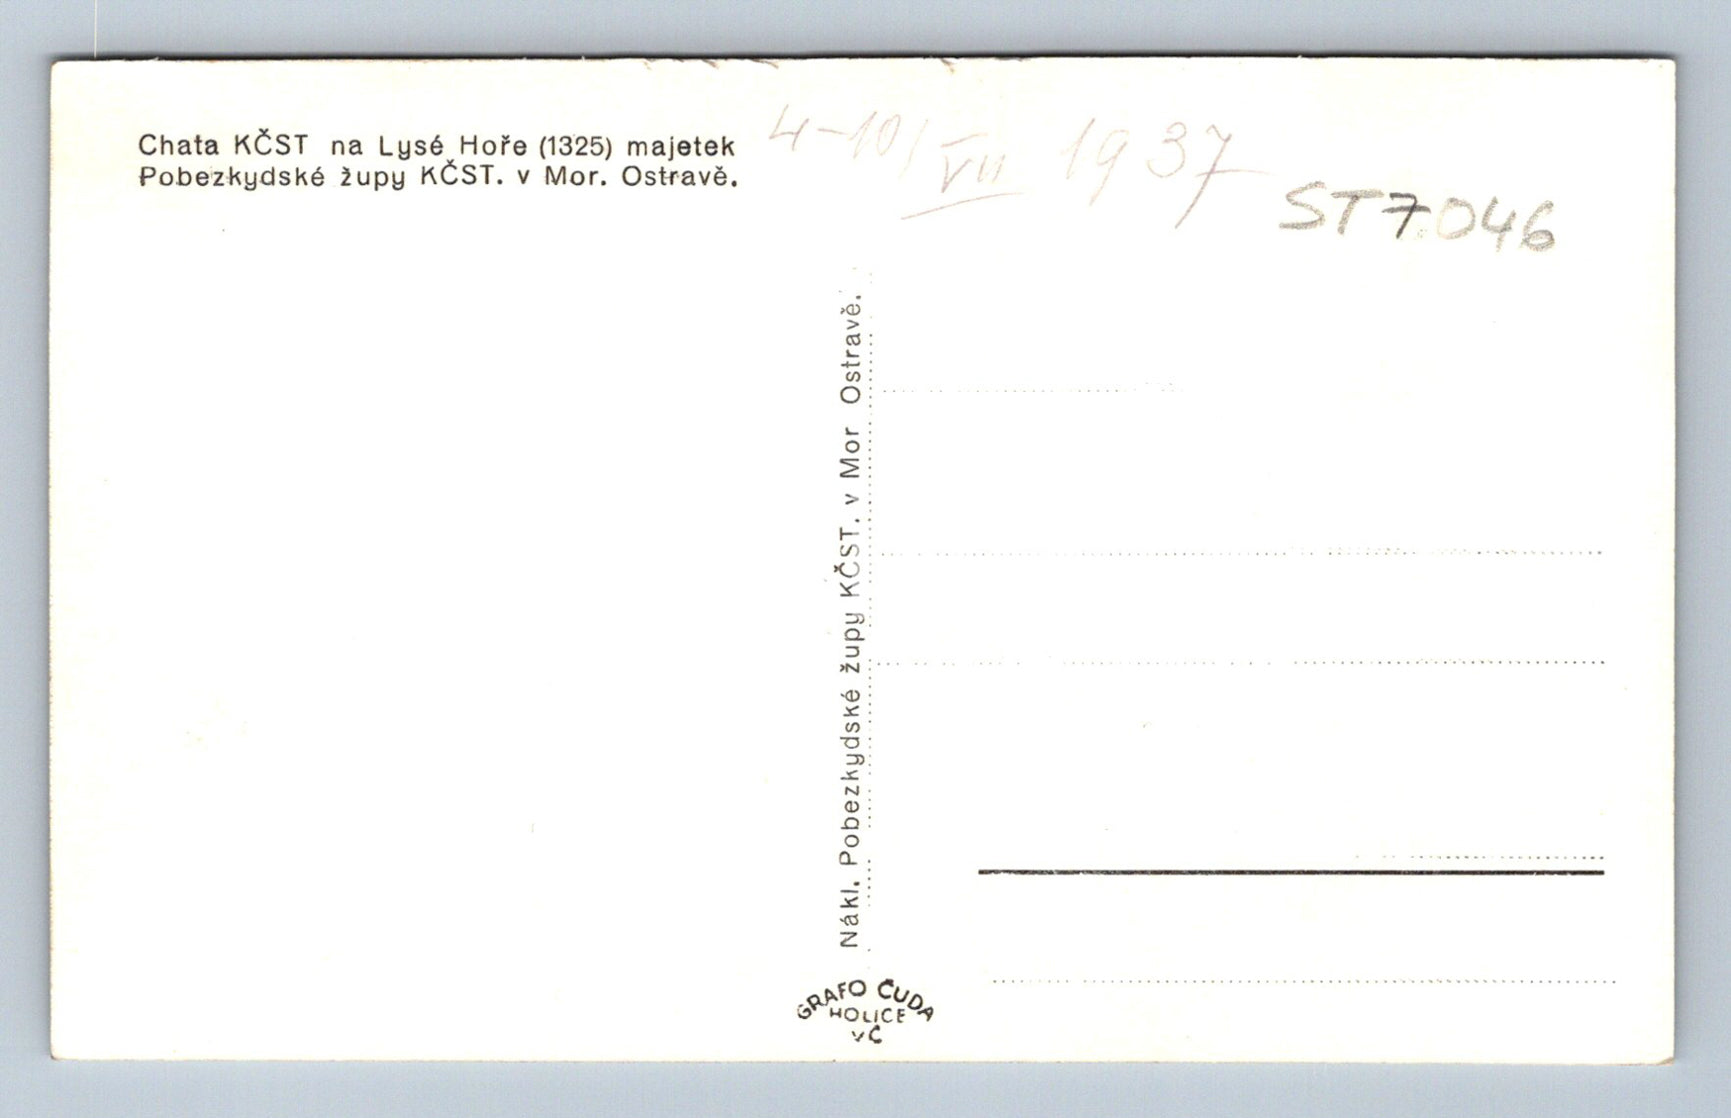 Chata KČST na Lysé Hoře (1325) majetek
Pobezkydské župy KČST. v Mor. Ostravě.
4-10/VII 1937
ST7046
Nákl. Pobezkydské župy KČST. v Mor Ostravě.
GRAFO ČUDA
HOLICE
VČ